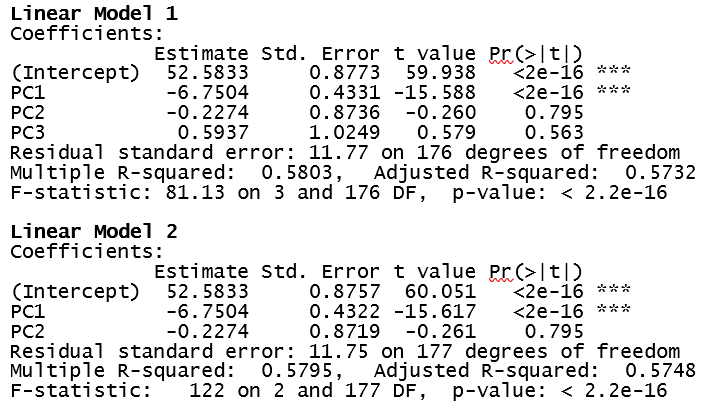 Linear Model 1
Coefficients:
Estimate Std. Error t value Pr(>|t|)
(Intercept) 52.5833 0.8773 59.938 <2e-16 ***
PC1 -6.7504 0.4331 -15.588 <2e-16 ***
PC2 -0.2274 0.8736 -0.260 0.795
PC3 0.5937 1.0249 0.579 0.563
Residual standard error: 11.77 on 176 degrees of freedom
Multiple R-squared: 0.5803, Adjusted R-squared: 0.5732
F-statistic: 81.13 on 3 and 176 DF, p-value: < 2.2e-16
Linear Model 2
Coefficients:
Estimate Std. Error t value Pr(>|t|)
(Intercept) 52.5833 0.8757 60.051 <2e-16 ***
PC1 -6.7504 0.4322 -15.617 <2e-16 ***
PC2 -0.2274 0.8719 -0.261 0.795
Residual standard error: 11.75 on 177 degrees of freedom
Multiple R-squared: 0.5795, Adjusted R-squared: 0.5748
F-statistic: 122 on 2 and 177 DF, p-value: < 2.2e-16